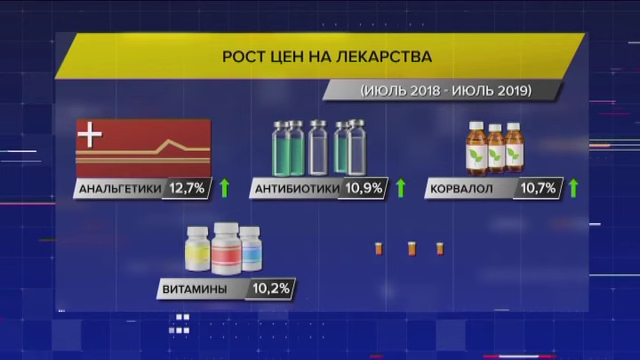 РОСТ ЦЕН НА ЛЕКАРСТВА
(ИЮЛЬ 2018 - ИЮЛЬ 2019)
АНАЛЬГЕТИКИ 12,7%
АНТИБИОТИКИ 10,9%
КОРВАЛОЛ 10,7%
ВИТАМИНЫ 10,2%